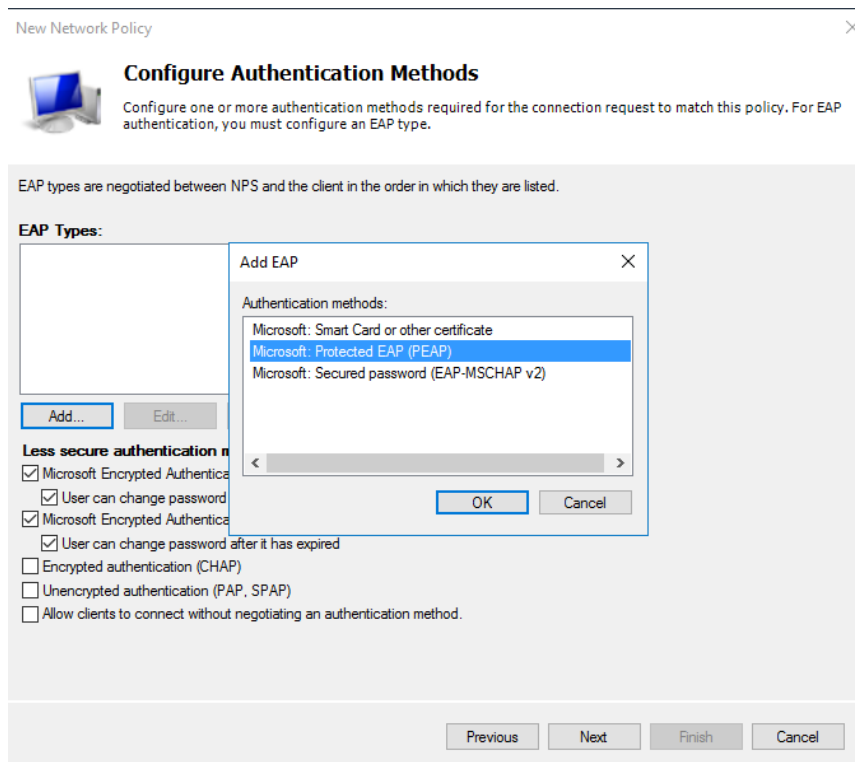 New Network Policy
Configure Authentication Methods
Configure one or more authentication methods required for the connection request to match this policy. For EAP
authentication, you must configure an EAP type.
EAP types are negotiated between NPS and the client in the order in which they are listed.
EAP Types:
Add EAP
Authentication methods:
Microsoft: Smart Card or other certificate
Microsoft: Protected EAP (PEAP)
Microsoft: Secured password (EAP-MSCHAP v2)
OK Cancel
Add... Edit...
Less secure authentication
Microsoft Encrypted
User can change password
Microsoft Encrypted
User can change password after it has expired
Encrypted authentication (CHAP)
Unencrypted authentication (PAP, SPAP)
Allow clients to connect without negotiating an authentication method.
Previous Next Finish Cancel